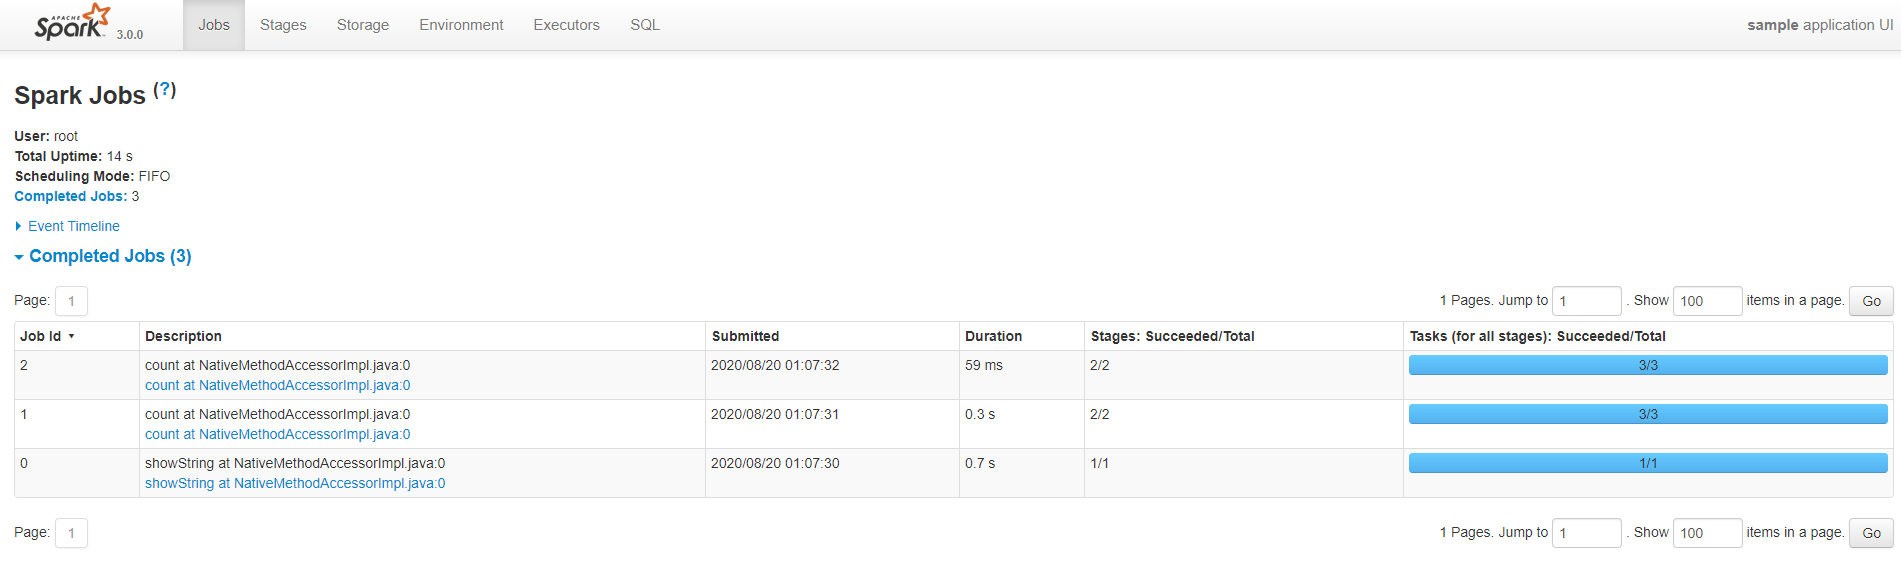 APACHE Spark 3.0.0 Jobs Stages Storage Environment Executors SQL sample application UI
Spark Jobs (?)
User: root
Total Uptime: 14 s
Scheduling Mode: FIFO
Completed Jobs: 3
Event Timeline
Completed Jobs (3)
Page: 1 1 Pages. Jump to 1 . Show 100 items in a page. Go
Job Id Description Submitted Duration Stages: Succeeded/Total Tasks (for all stages): Succeeded/Total
2 count at NativeMethodAccessorImpl.java:0 2020/08/20 01:07:32 59 ms 2/2 3/3
count at NativeMethodAccessorImpl.java:0
1 count at NativeMethodAccessorImpl.java:0 2020/08/20 01:07:31 0.3 s 2/2 3/3
count at NativeMethodAccessorImpl.java:0
0 showString at NativeMethodAccessorImpl.java:0 2020/08/20 01:07:30 0.7 s 1/1 1/1
showString at NativeMethodAccessorImpl.java:0
Page: 1 1 Pages. Jump to 1 . Show 100 items in a page. Go